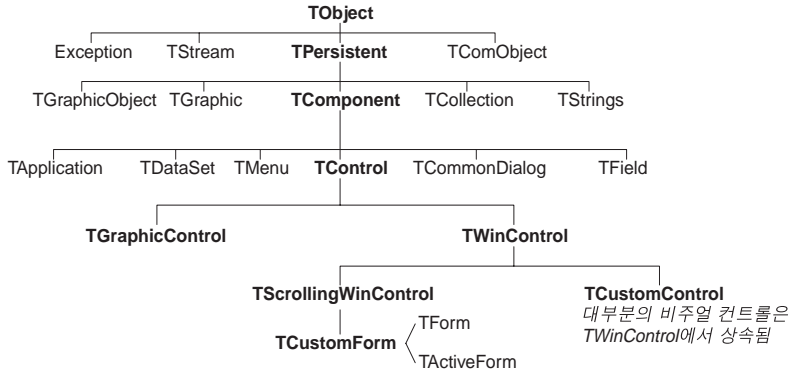 TObject
Exception TStream TPersistent TComObject
TGraphicObject TGraphic TComponent TCollection TStrings
TApplication TDataSet TMenu TControl TCommonDialog TField
TGraphicControl TWinControl
TScrollingWinControl TCustomControl
대부분의 비주얼 컨트롤은
TWinControl에서 상속됨
TCustomForm
TForm
TActiveForm